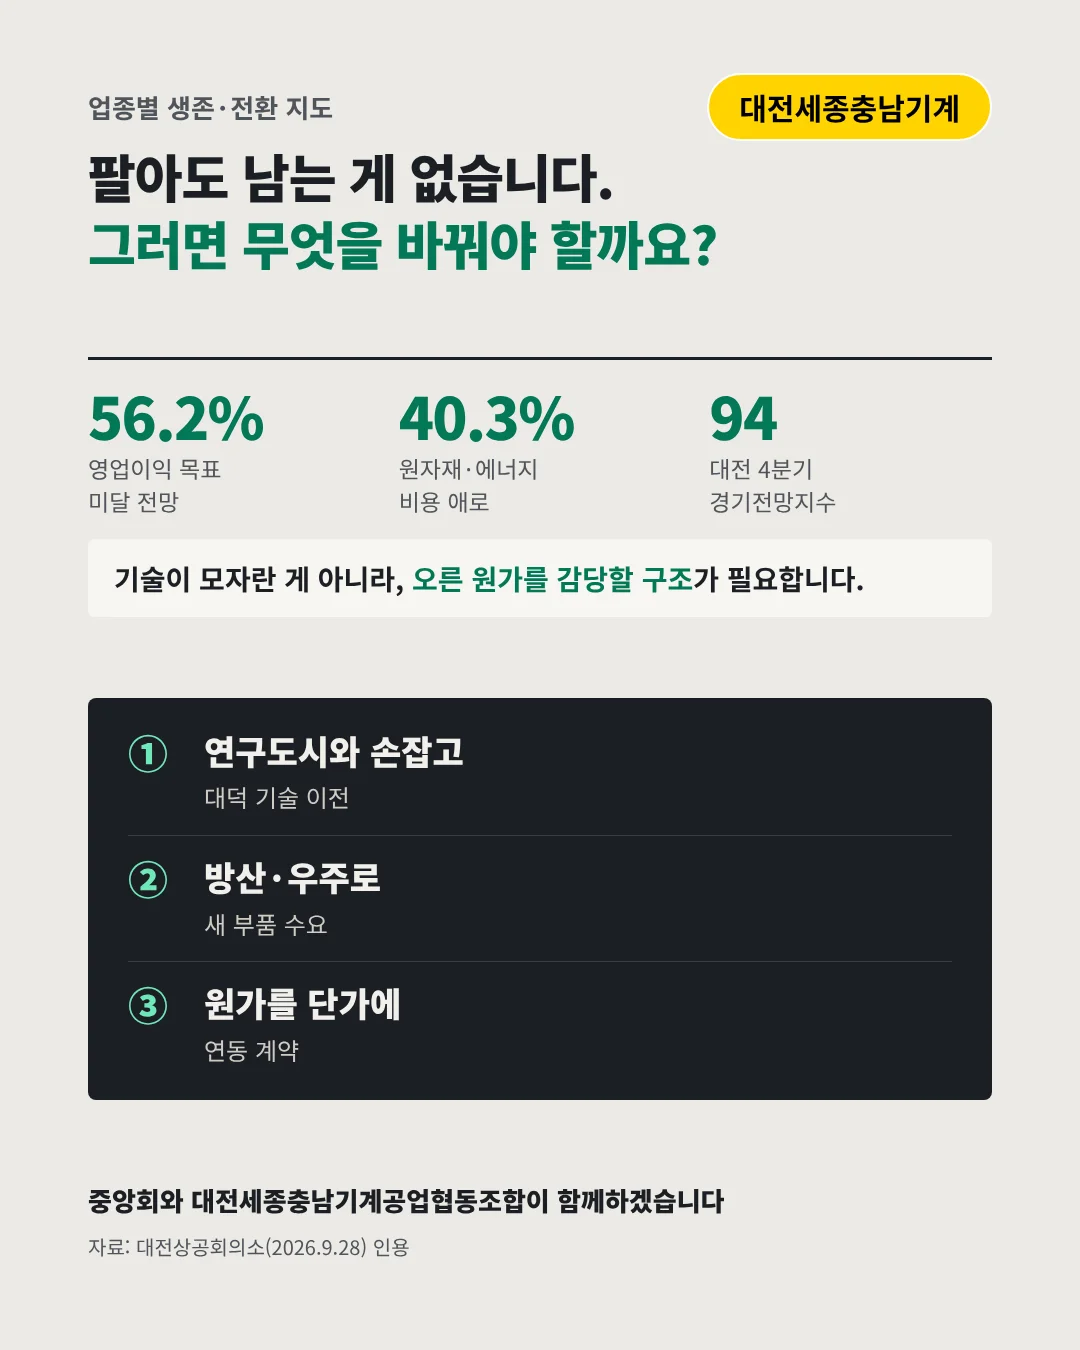 업종별 생존·전환 지도
대전세종충남기계
팔아도 남는 게 없습니다.
그러면 무엇을 바꿔야 할까요?
56.2%
영업이익 목표
미달 전망
40.3%
원자재·에너지
비용 애로
94
대전 4분기
경기전망지수
기술이 모자란 게 아니라, 오른 원가를 감당할 구조가 필요합니다.
① 연구도시와 손잡고
대덕 기술 이전
② 방산·우주로
새 부품 수요
③ 원가를 단가에
연동 계약
중앙회와 대전세종충남기계공업협동조합이 함께하겠습니다
자료: 대전상공회의소(2026.9.28) 인용